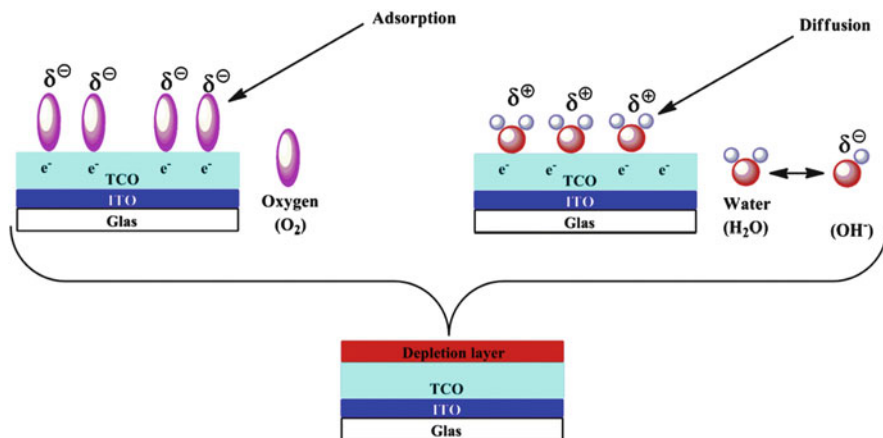 Adsorption
δ⊖ δ⊖ δ⊖ δ⊖
e⁻ e⁻ e⁻ e⁻
TCO
ITO
Glas
Oxygen
(O₂)
Diffusion
δ⊕ δ⊕ δ⊕
e⁻ e⁻ e⁻ e⁻
TCO
ITO
Glas
δ⊖
Water
(H₂O)
(OH⁻)
Depletion layer
TCO
ITO
Glas